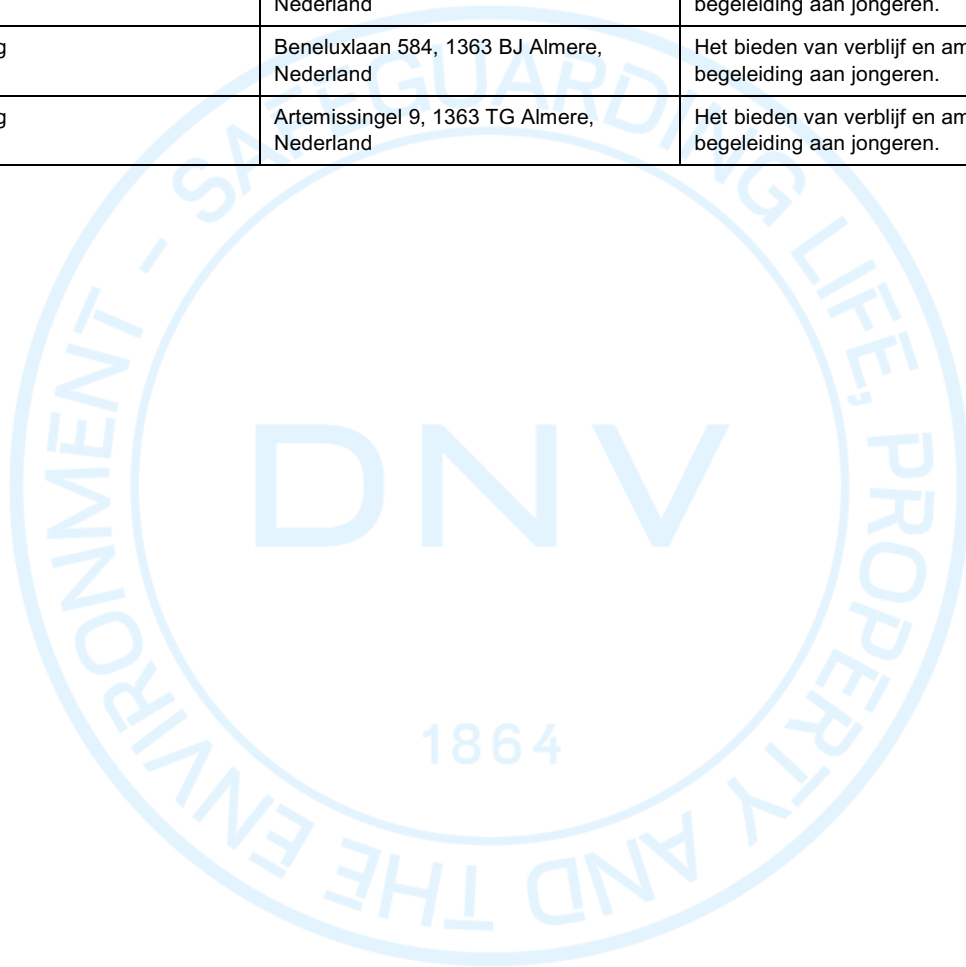 Nederland
begeleiding aan jongeren.
g
Beneluxlaan 584, 1363 BJ Almere,
Nederland
Het bieden van verblijf en am
begeleiding aan jongeren.
g
Artemissingel 9, 1363 TG Almere,
Nederland
Het bieden van verblijf en am
begeleiding aan jongeren.
SAFEGUARDING LIFE, PROPERTY AND THE ENVIRONMENT -
DNV
1864